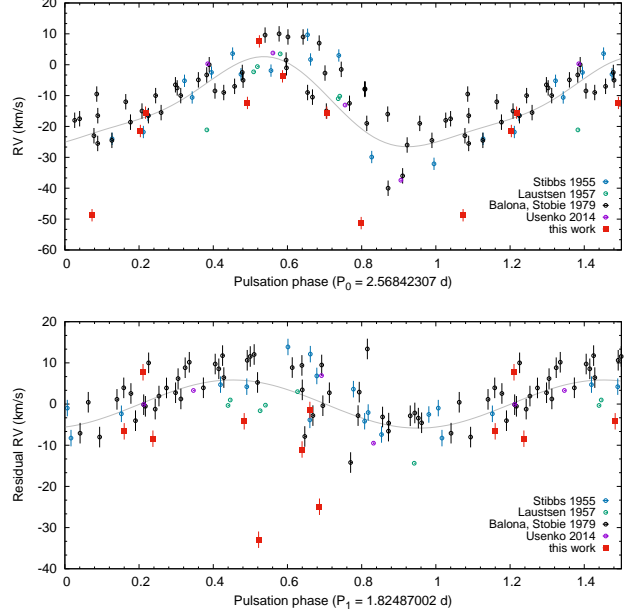 20
10
0
-10
-20
-30
-40
-50
-60
RV (km/s)
Stibbs 1955
Laustsen 1957
Balona, Stobie 1979
Usenko 2014
this work
0 0.2 0.4 0.6 0.8 1 1.2 1.4
Pulsation phase (P_0 = 2.56842307 d)
20
10
0
-10
-20
-30
-40
Residual RV (km/s)
Stibbs 1955
Laustsen 1957
Balona, Stobie 1979
Usenko 2014
this work
0 0.2 0.4 0.6 0.8 1 1.2 1.4
Pulsation phase (P_1 = 1.82487002 d)